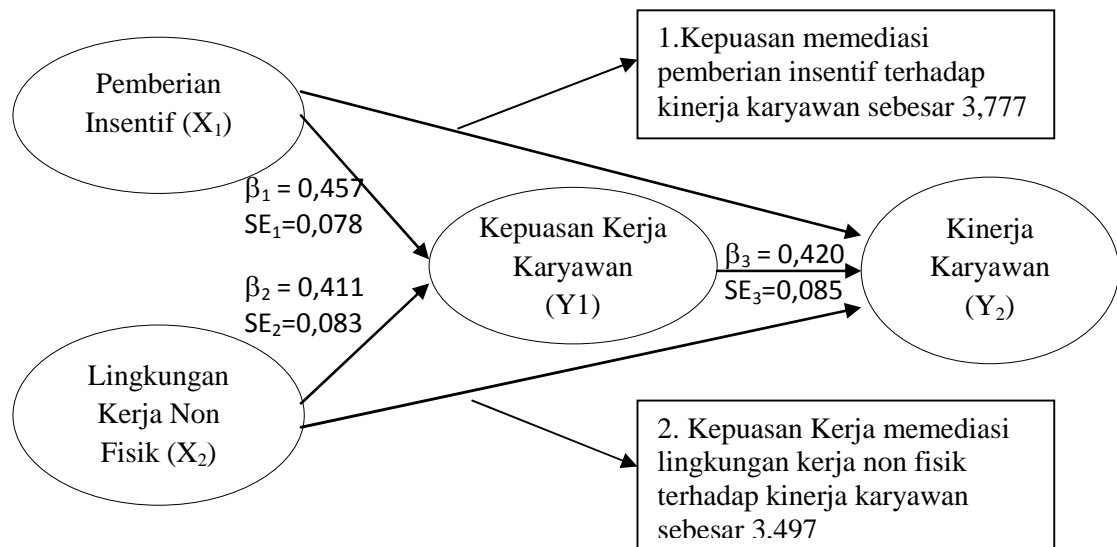 Pemberian
Insentif (X₁)
1.Kepuasan memediasi
pemberian insentif terhadap
kinerja karyawan sebesar 3,777
β₁ = 0,457
SE₁=0,078
Kepuasan Kerja
Karyawan
(Y1)
β₃ = 0,420
SE₃=0,085
Kinerja
Karyawan
(Y₂)
β₂ = 0,411
SE₂=0,083
Lingkungan
Kerja Non
Fisik (X₂)
2. Kepuasan Kerja memediasi
lingkungan kerja non fisik
terhadap kinerja karyawan
sebesar 3,497